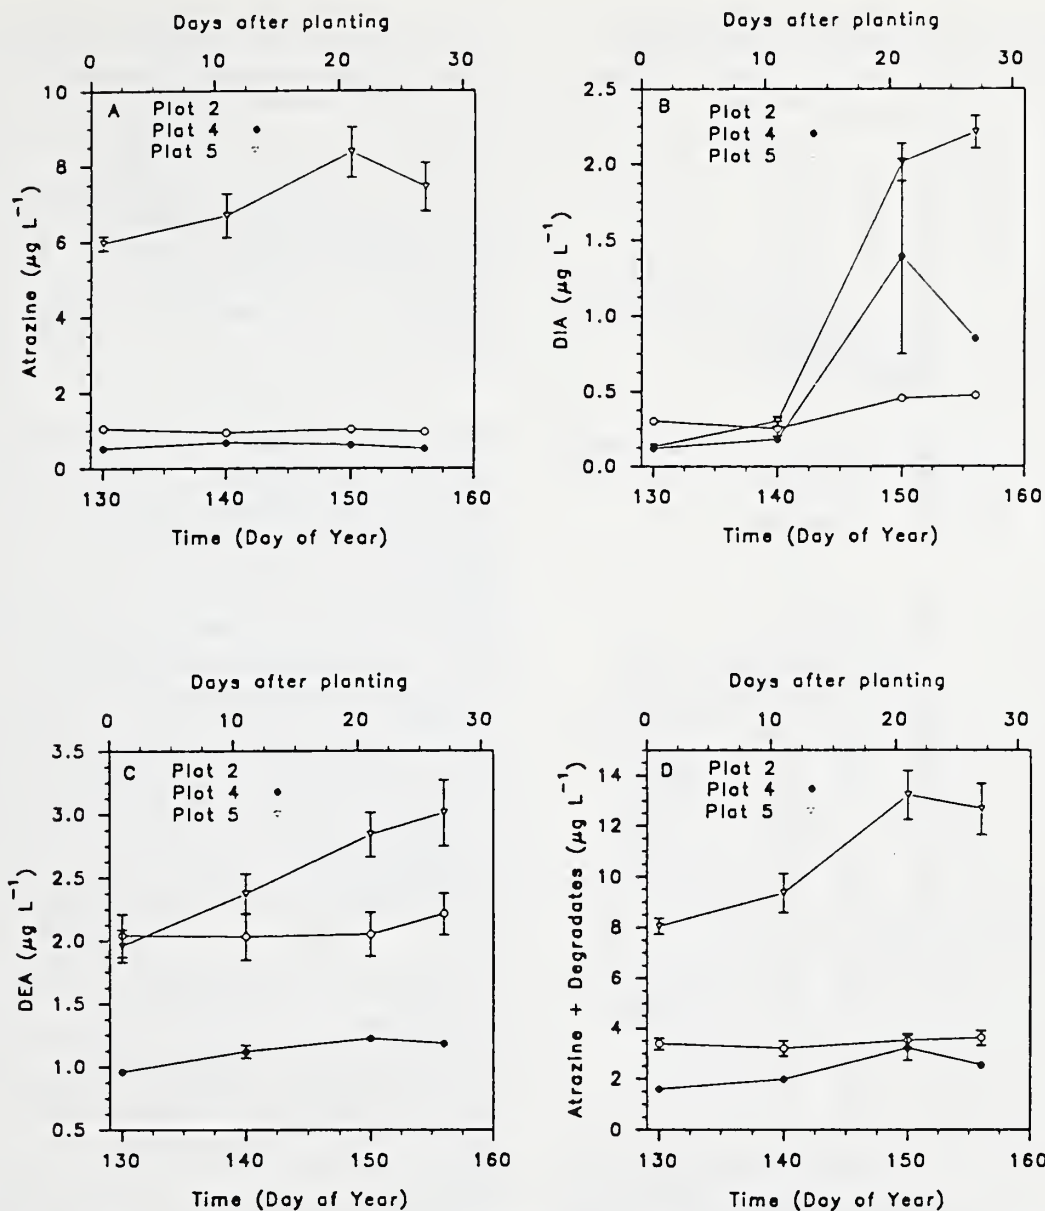 Days after planting
0 10 20 30
A
Plot 2
Plot 4
Plot 5
Atrazine (µg L⁻¹)
10
8
6
4
2
0
130 140 150 160
Time (Day of Year)
Days after planting
0 10 20 30
B
Plot 2
Plot 4
Plot 5
DIA (µg L⁻¹)
2.5
2.0
1.5
1.0
0.5
0.0
130 140 150 160
Time (Day of Year)
Days after planting
0 10 20 30
C
Plot 2
Plot 4
Plot 5
DEA (µg L⁻¹)
3.5
3.0
2.5
2.0
1.5
1.0
0.5
130 140 150 160
Time (Day of Year)
Days after planting
0 10 20 30
D
Plot 2
Plot 4
Plot 5
Atrazine + Degradates (µg L⁻¹)
14
12
10
8
6
4
2
0
130 140 150 160
Time (Day of Year)